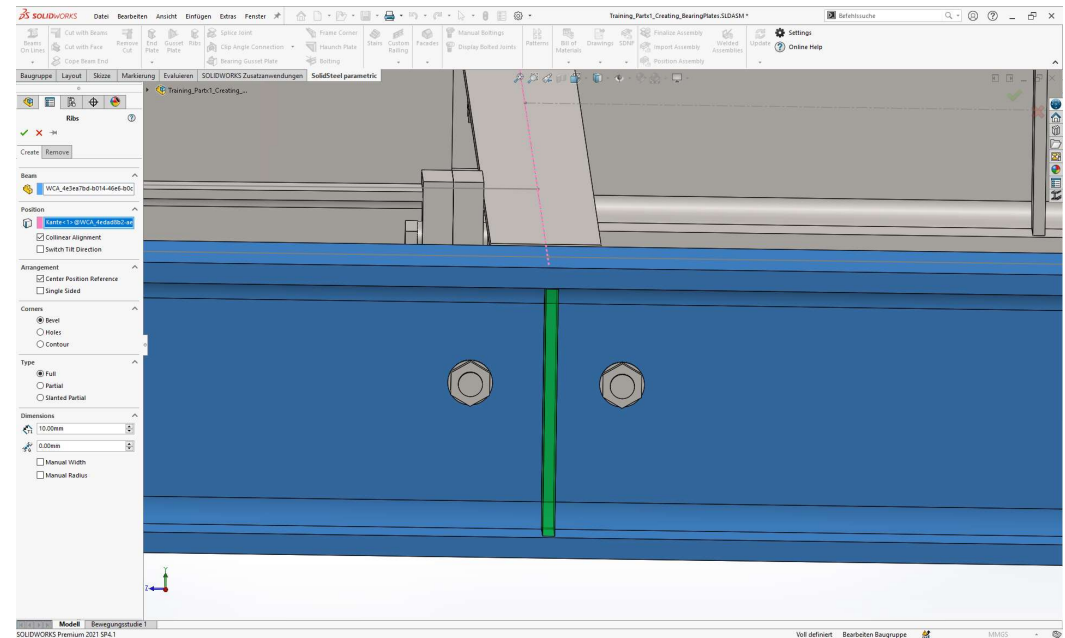 SOLIDWORKS Datei Bearbeiten Ansicht Einfügen Extras Fenster Training_Partx1_Creating_BearingPlates.SLDASM * Befehlssuche
Beams On Lines Cut with Beams Cut with Face Cope Beam End Remove Cut End Plate Gusset Plate Ribs Splice Joint Clip Angle Connection Bearing Gusset Plate Frame Corner Haunch Plate Bolting Stairs Custom Railing Facades Manual Boltings Display Bolted Joints Patterns Bill of Materials Drawings SDNF Finalize Assembly Import Assembly Position Assembly Welded Assemblies Update Settings Online Help
Baugruppe Layout Skizze Markierung Evaluieren SOLIDWORKS Zusatzanwendungen SolidSteel parametric
Training_Partx1_Creating_...
Ribs
Create Remove
Beam
WCA_4e3ea7bd-b014-46e6-b0c
Position
Kante<1>@WCA_4edad8b2-ae
Collinear Alignment
Switch Tilt Direction
Arrangement
Center Position Reference
Single Sided
Corners
Bevel
Holes
Contour
Type
Full
Partial
Slanted Partial
Dimensions
10.00mm
0.00mm
Manual Width
Manual Radius
Y
Z
Modell Bewegungsstudie 1
SOLIDWORKS Premium 2021 SP4.1 Voll definiert Bearbeiten Baugruppe MMGS